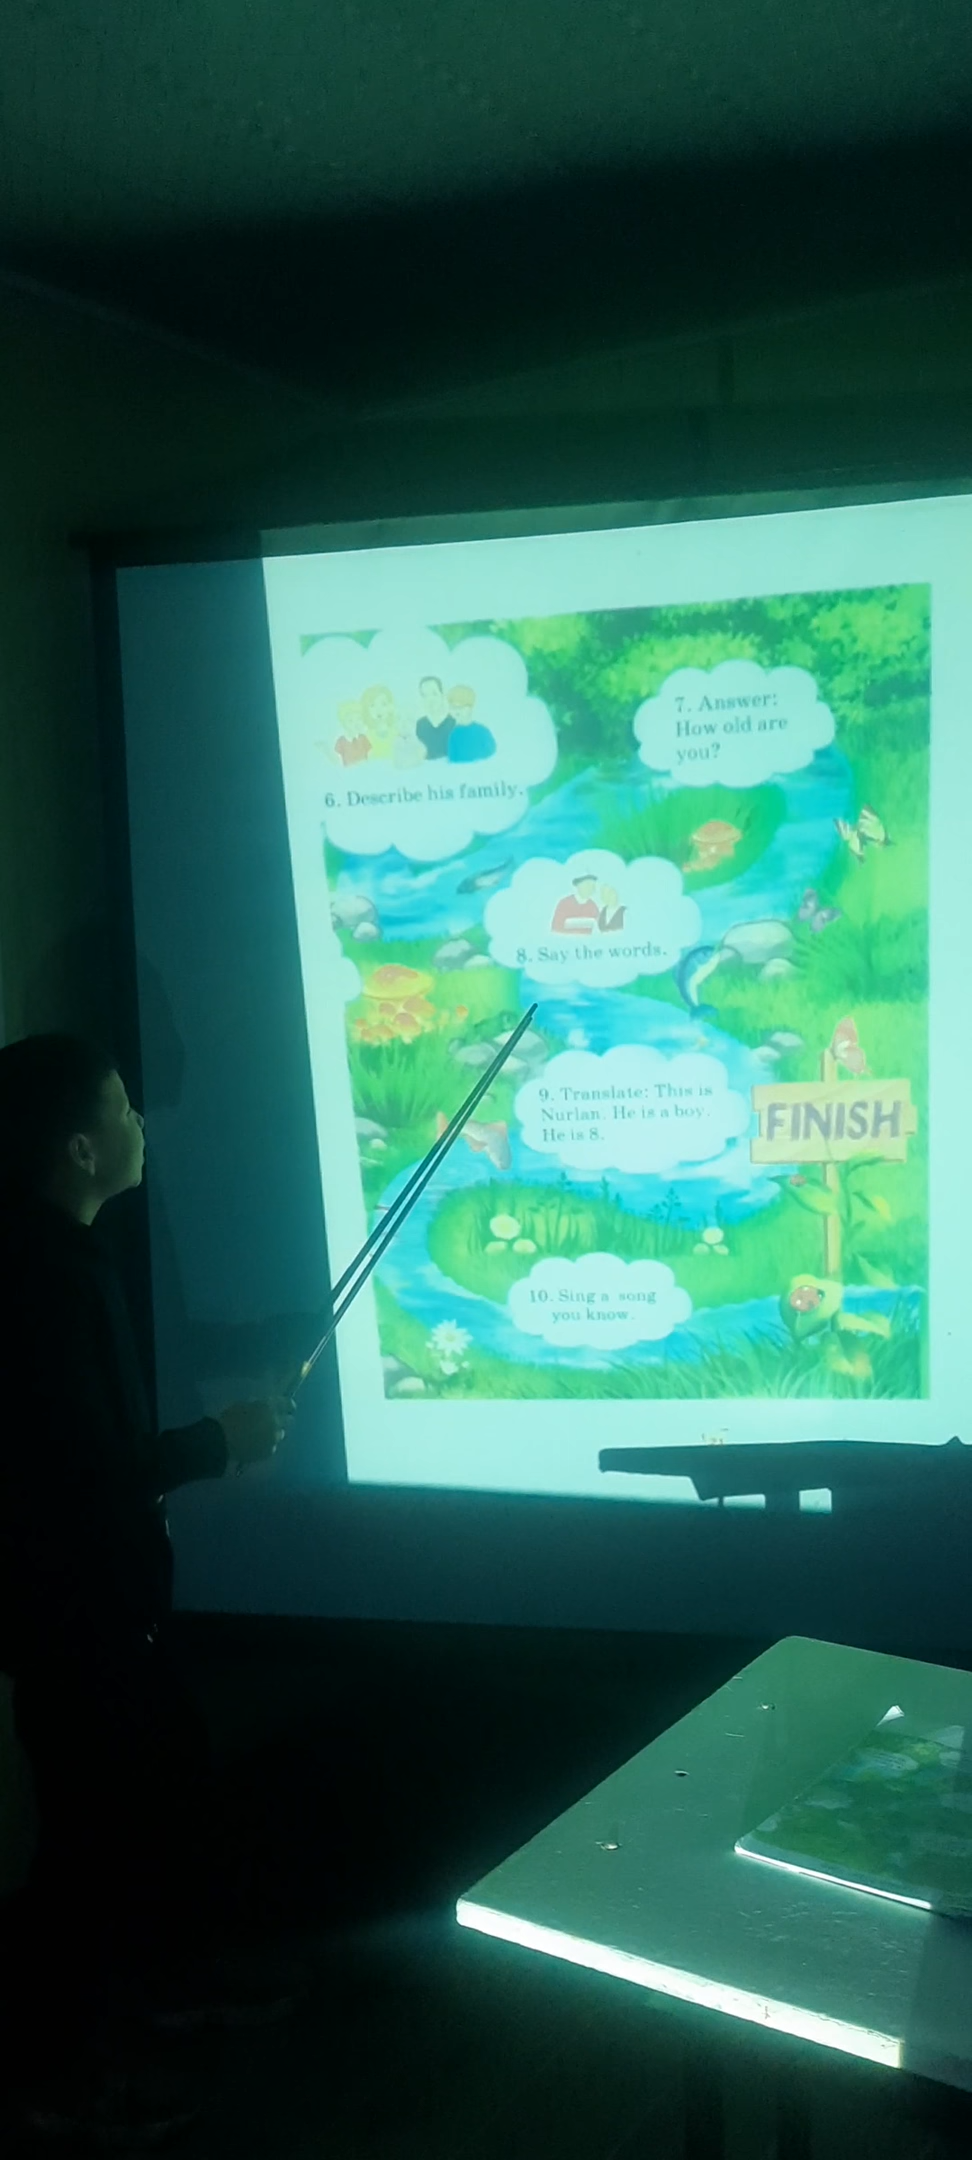 6. Describe his family.
7. Answer:
How old are
you?
8. Say the words.
9. Translate: This is
Nurlan. He is a boy.
He is 8.
FINISH
10. Sing a song
you know.